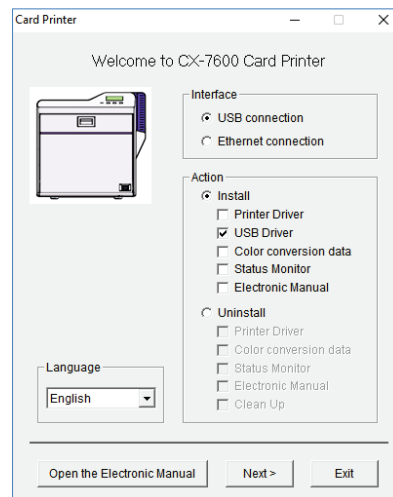 Card Printer
Welcome to CX-7600 Card Printer
Interface
USB connection
Ethernet connection
Action
Install
Printer Driver
USB Driver
Color conversion data
Status Monitor
Electronic Manual
Uninstall
Printer Driver
Color conversion data
Status Monitor
Electronic Manual
Clean Up
Language
English
Open the Electronic Manual
Next >
Exit